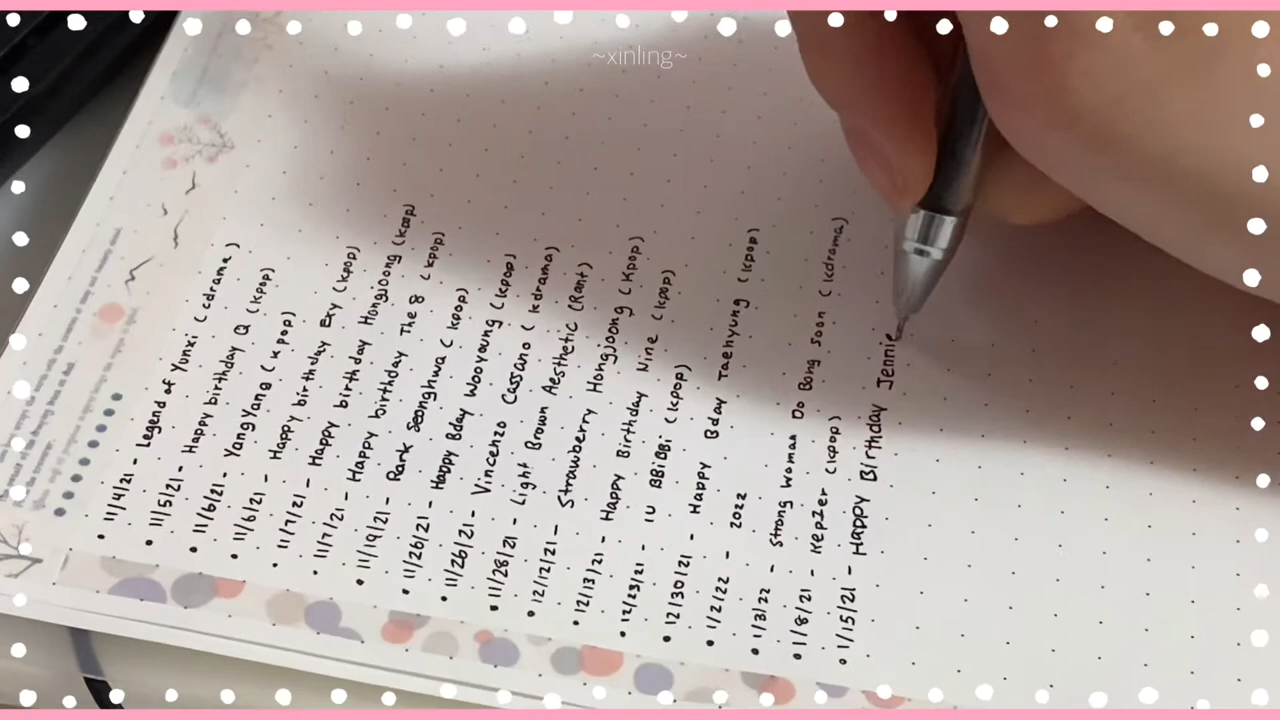 ~xinling~
• 11/4/21 - Legend of Yunxi (cdrama)
• 11/5/21 - Happy birthday Q (kpop)
• 11/6/21 - YangYang (kpop)
• 11/6/21 - Happy birthday Exy (kpop)
• 11/7/21 - Happy birthday Hongjoong (kpop)
• 11/7/21 - Happy birthday The 8 (kpop)
• 11/19/21 - Park Seonghwa (kpop)
• 11/26/21 - Happy Bday Wooyoung (kpop)
• 11/26/21 - Vincenzo Cassano (kdrama)
• 11/28/21 - Light Brown Aesthetic (Rant)
• 12/12/21 - Strawberry Hongjoong (Kpop)
• 12/13/21 - Happy Birthday Nine (kpop)
• 12/23/21 - IU BBiBBi (kpop)
• 12/30/21 - Happy Bday Taehyung (kpop)
• 1/2/22 - 2022
• 1/3/22 - Strong Woman Do Bong Soon (kdrama)
• 1/8/21 - Kep1er (kpop)
• 1/15/21 - Happy Birthday Jennie